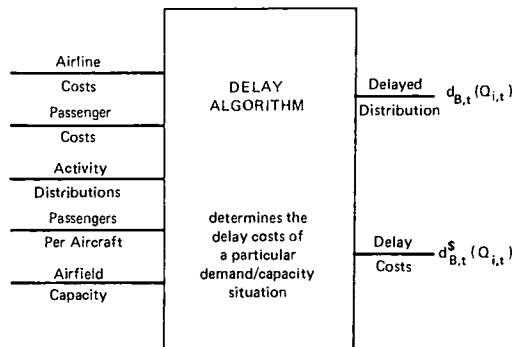 Airline
Costs
Passenger
Costs
Activity
Distributions
Passengers
Per Aircraft
Airfield
Capacity
DELAY
ALGORITHM
determines the
delay costs of
a particular
demand/capacity
situation
Delayed
Distribution
d_{B,t}(Q_{i,t})
Delay
Costs
d^{$}_{B,t}(Q_{i,t})